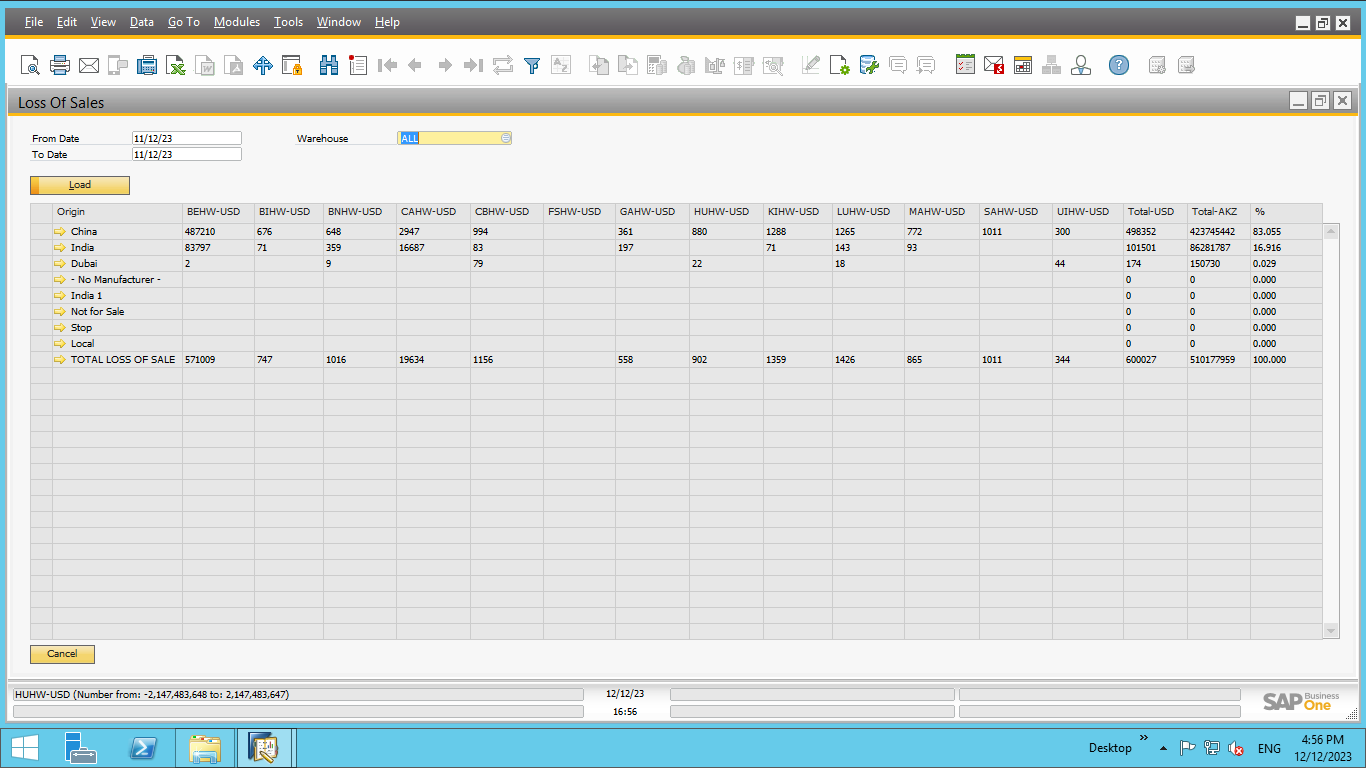 File Edit View Data Go To Modules Tools Window Help
Loss Of Sales
From Date 11/12/23 Warehouse ALL
To Date 11/12/23
Load
Origin BEHW-USD BIHW-USD BNHW-USD CAHW-USD CBHW-USD FSHW-USD GAHW-USD HUHW-USD KIHW-USD LUHW-USD MAHW-USD SAHW-USD UIHW-USD Total-USD Total-AKZ %
China 487210 676 648 2947 994 361 880 1288 1265 772 1011 300 498352 423745442 83.055
India 83797 71 359 16687 83 197 71 143 93 101501 86281787 16.916
Dubai 2 9 79 22 18 44 174 150730 0.029
- No Manufacturer - 0 0 0.000
India 1 0 0 0.000
Not for Sale 0 0 0.000
Stop 0 0 0.000
Local 0 0 0.000
TOTAL LOSS OF SALE 571009 747 1016 19634 1156 558 902 1359 1426 865 1011 344 600027 510177959 100.000
Cancel
HUHW-USD (Number from: -2,147,483,648 to: 2,147,483,647) 12/12/23
16:56
SAP Business One
Desktop ENG 4:56 PM
12/12/2023